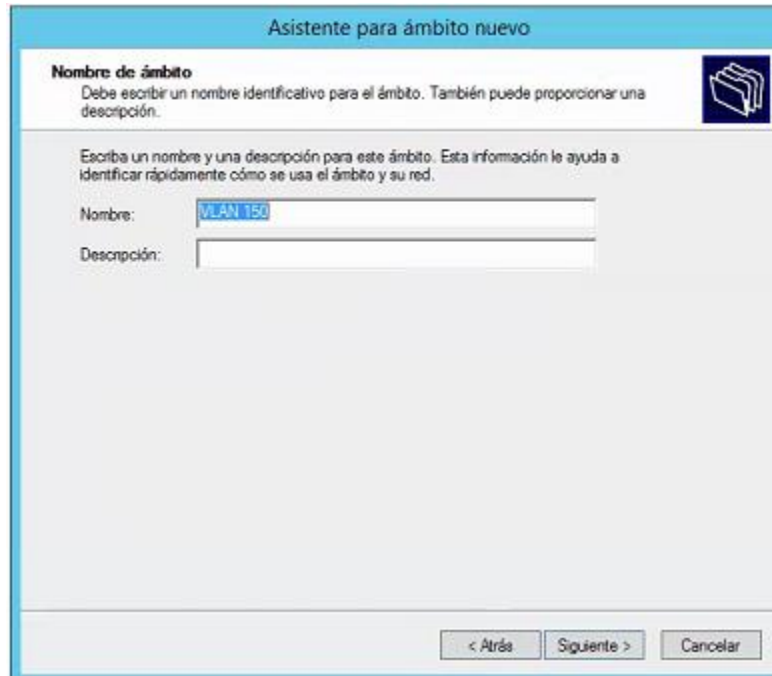 Asistente para ámbito nuevo
Nombre de ámbito
Debe escribir un nombre identificativo para el ámbito. También puede proporcionar una
descripción.
Escriba un nombre y una descripción para este ámbito. Esta información le ayuda a
identificar rápidamente cómo se usa el ámbito y su red.
Nombre: VLAN 150
Descripción:
< Atrás Siguiente > Cancelar